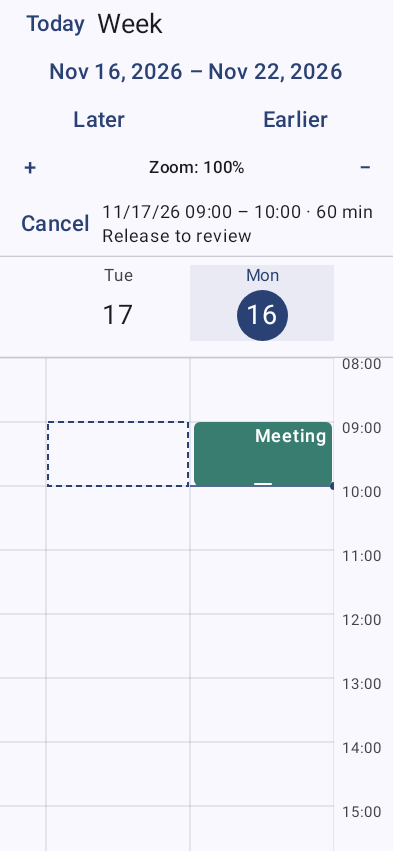 Today Week
Nov 16, 2026 – Nov 22, 2026
Later Earlier
+ Zoom: 100% −
Cancel 11/17/26 09:00 – 10:00 · 60 min
Release to review
Tue Mon
17 16
08:00
Meeting 09:00
10:00
11:00
12:00
13:00
14:00
15:00